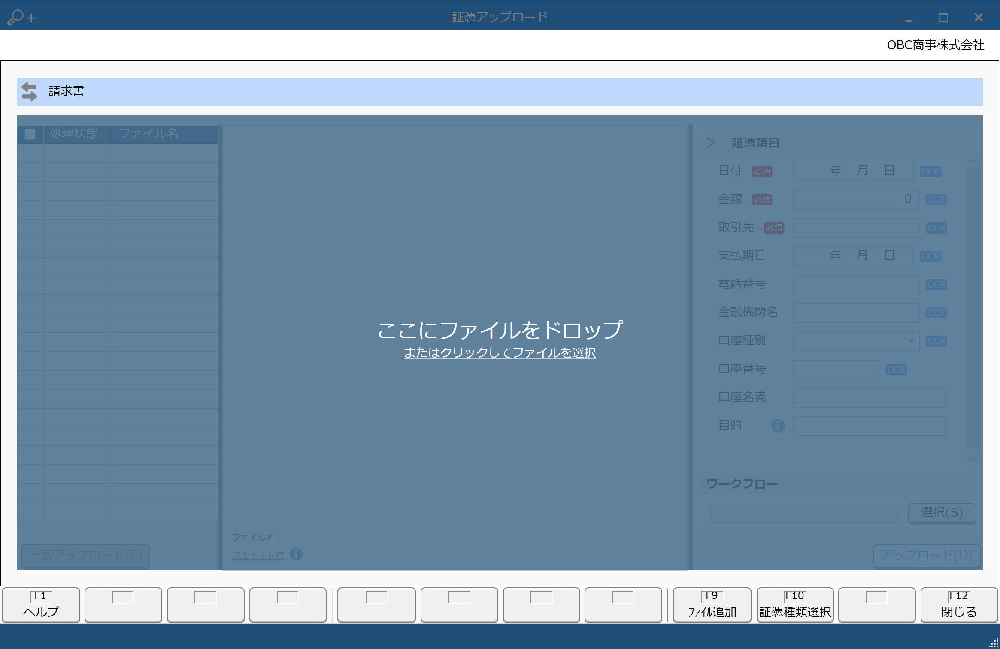 証憑アップロード
OBC商事株式会社
請求書
処理状態 ファイル名
ここにファイルをドロップ
またはクリックしてファイルを選択
ファイル名：
スキャナ保存
一括アップロード(E)
＞ 証憑項目
日付 必須 年 月 日 OCR
金額 必須 0 OCR
取引先 必須 OCR
支払期日 年 月 日 OCR
電話番号 OCR
金融機関名 OCR
口座種別 OCR
口座番号 OCR
口座名義
目的
ワークフロー
選択(S)
アップロード(U)
F1 F9 F10 F12
ヘルプ ﾌｧｲﾙ追加 証憑種類選択 閉じる